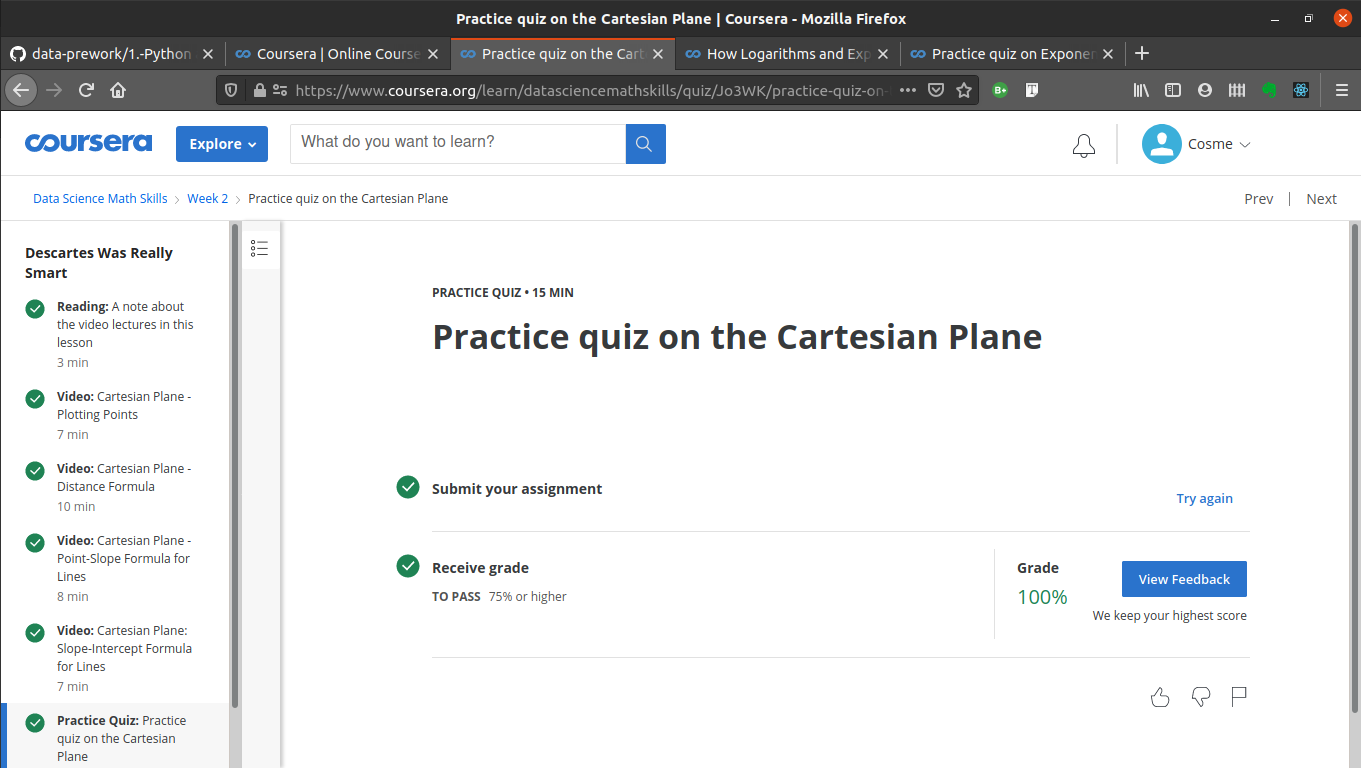 Practice quiz on the Cartesian Plane | Coursera - Mozilla Firefox
data-prework/1.-Python
Coursera | Online Course
Practice quiz on the Cart
How Logarithms and Exp
Practice quiz on Exponen
https://www.coursera.org/learn/datasciencemathskills/quiz/Jo3WK/practice-quiz-on-
B+
T
coursera
Explore
What do you want to learn?
Cosme
Data Science Math Skills
Week 2
Practice quiz on the Cartesian Plane
Prev
Next
Descartes Was Really
Smart
Reading: A note about
the video lectures in this
lesson
3 min
Video: Cartesian Plane -
Plotting Points
7 min
Video: Cartesian Plane -
Distance Formula
10 min
Video: Cartesian Plane -
Point-Slope Formula for
Lines
8 min
Video: Cartesian Plane:
Slope-Intercept Formula
for Lines
7 min
Practice Quiz: Practice
quiz on the Cartesian
Plane
PRACTICE QUIZ • 15 MIN
Practice quiz on the Cartesian Plane
Submit your assignment
Try again
Receive grade
TO PASS 75% or higher
Grade
100%
View Feedback
We keep your highest score